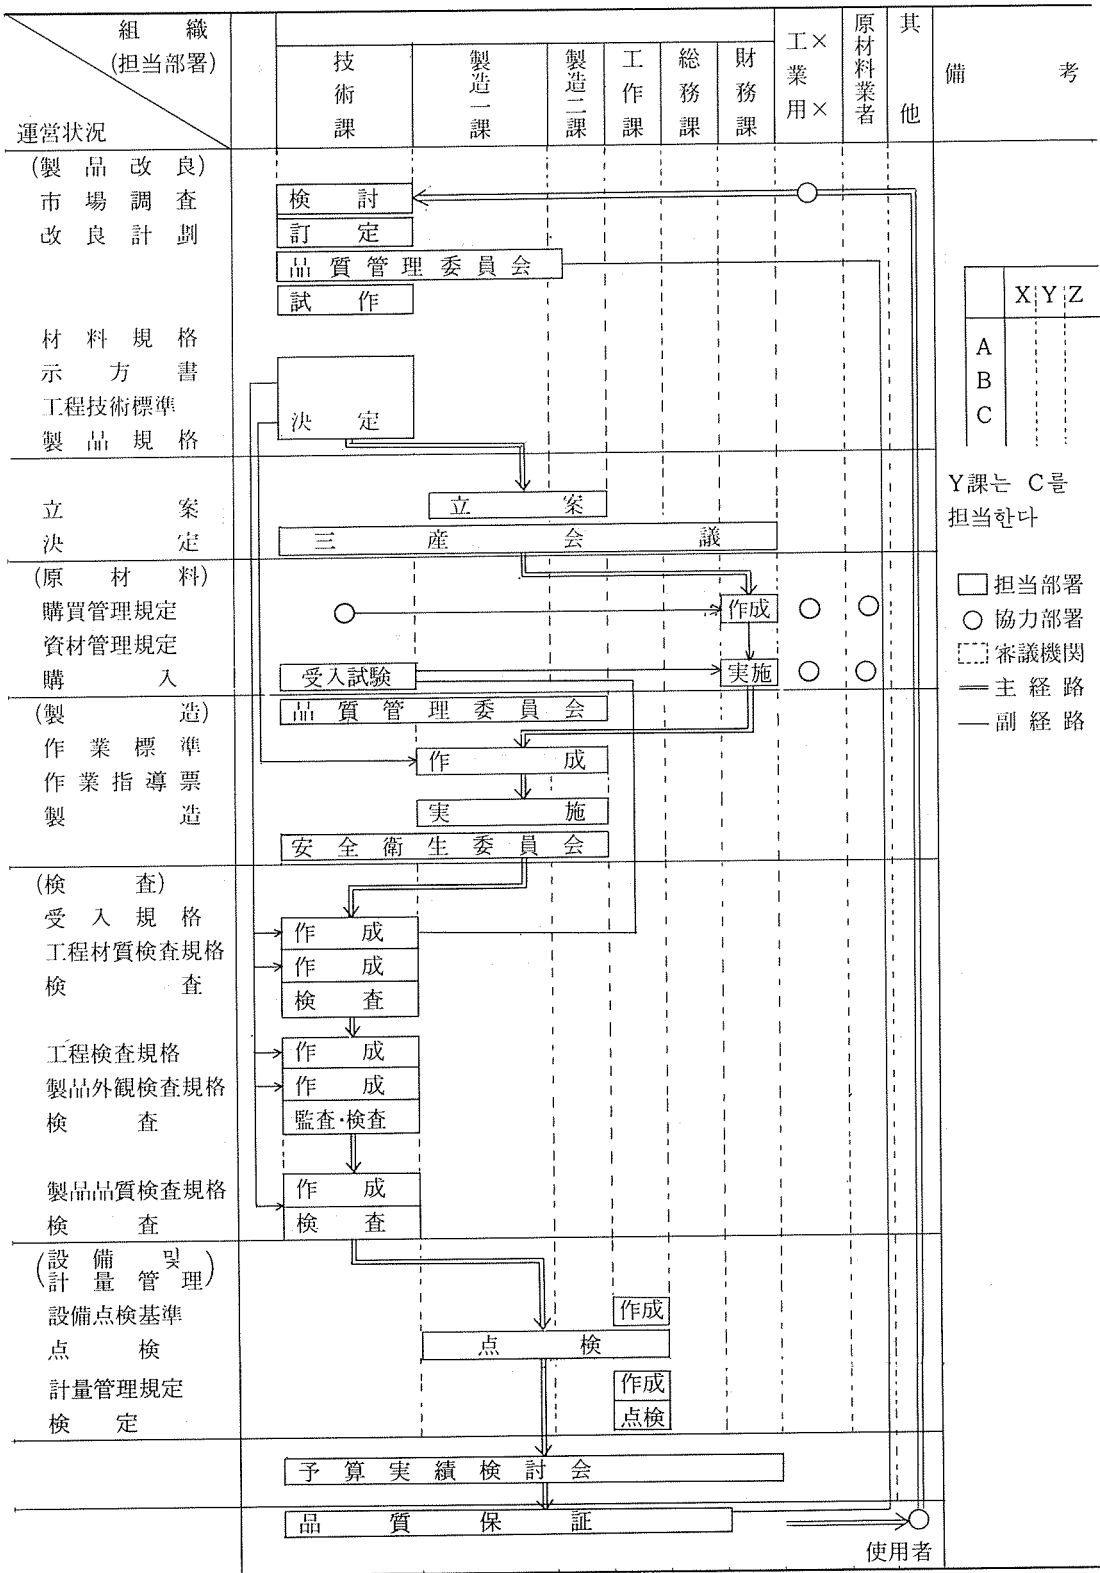 組織
(担当部署)
運営状況
技術課
製造一課
製造二課
工作課
総務課
財務課
工×
業
用×
原材料業者
其他
備考
(製品改良)
市場調査
検討
改良計劃
訂定
品質管理委員会
試作
材料規格
示方書
工程技術標準
決定
製品規格
X Y Z
A
B
C
Y課는 C를
担当한다
立案
立案
決定
三産会議
(原材料)
購買管理規定
作成
資材管理規定
購入
受入試験
実施
□担当部署
○協力部署
審議機関
主経路
副経路
(製造)
品質管理委員会
作業標準
作成
作業指導票
製造
実施
安全衛生委員会
(検査)
受入規格
作成
工程材質検査規格
作成
検査
検査
工程検査規格
作成
製品外観検査規格
作成
検査
監査·検査
製品品質検査規格
作成
検査
検査
(設備및
計量管理)
設備点検基準
作成
点検
点検
計量管理規定
作成
検定
点検
予算実績検討会
品質保証
使用者